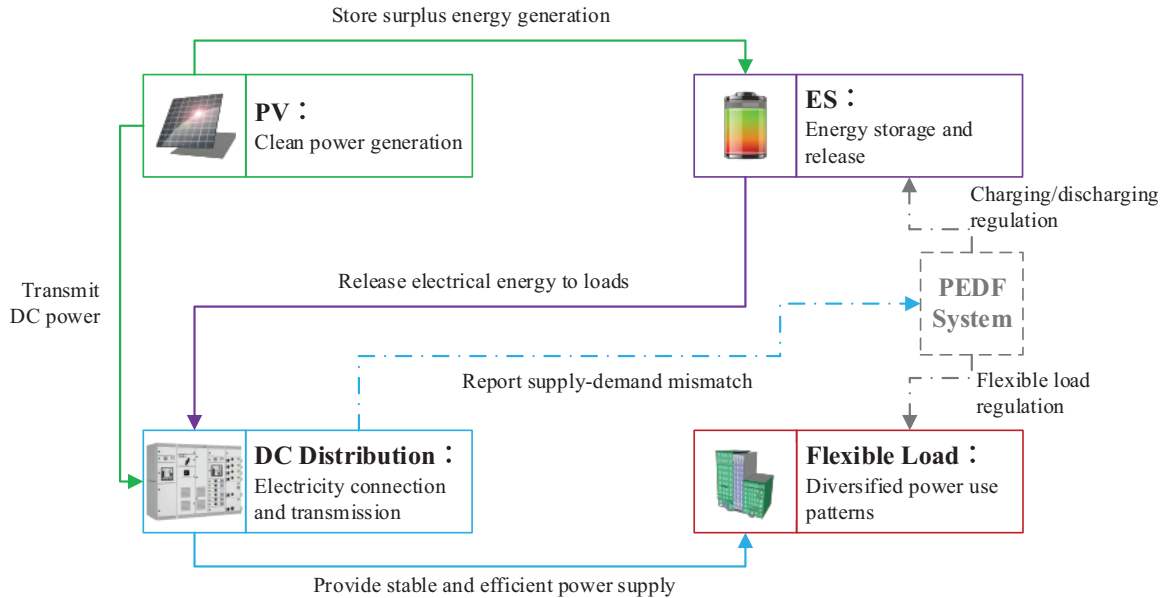 Store surplus energy generation
PV：
Clean power generation
ES：
Energy storage and
release
Charging/discharging
regulation
Transmit
DC power
Release electrical energy to loads
PEDF
System
Report supply-demand mismatch
Flexible load
regulation
DC Distribution：
Electricity connection
and transmission
Flexible Load：
Diversified power use
patterns
Provide stable and efficient power supply